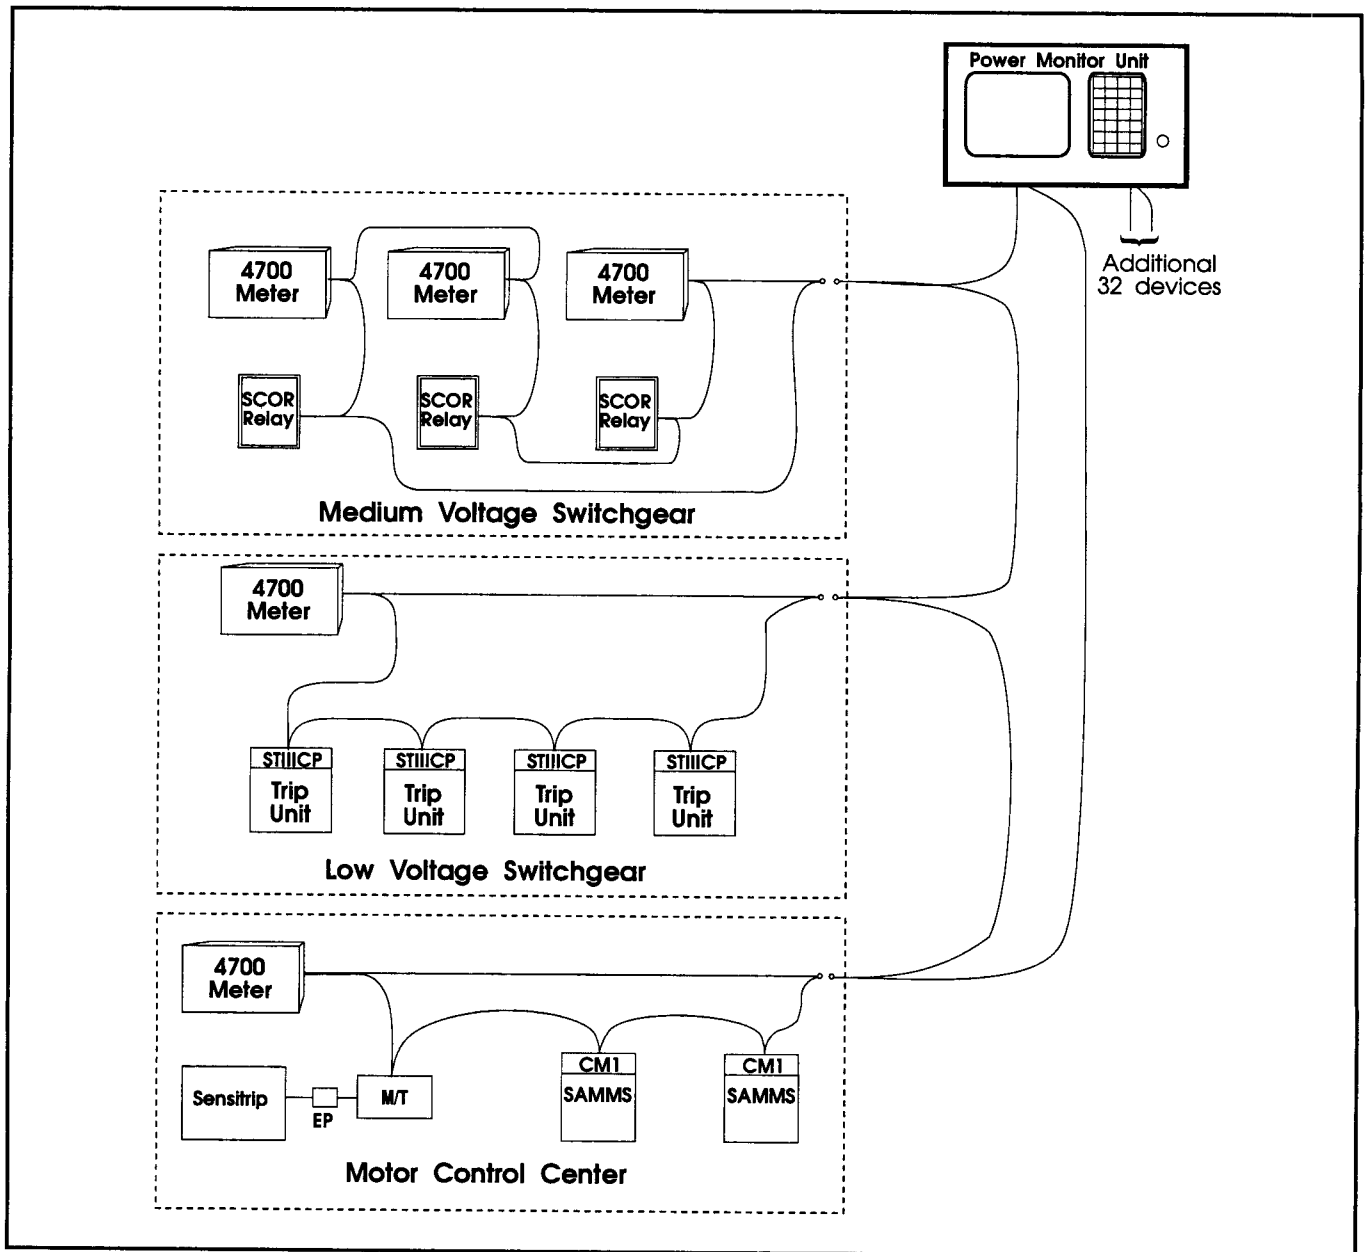 Power Monitor Unit
Additional
32 devices
4700
Meter
4700
Meter
4700
Meter
SCOR
Relay
SCOR
Relay
SCOR
Relay
Medium Voltage Switchgear
4700
Meter
STIIICP
Trip
Unit
STIIICP
Trip
Unit
STIIICP
Trip
Unit
STIIICP
Trip
Unit
Low Voltage Switchgear
4700
Meter
Sensitrip
EP
M/T
CM1
SAMMS
CM1
SAMMS
Motor Control Center